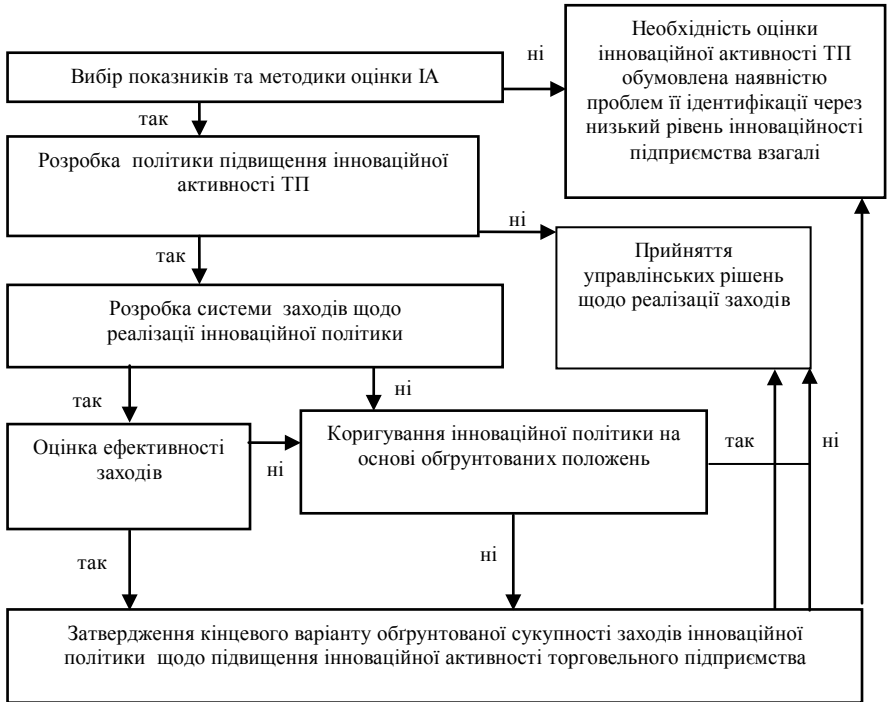 Вибір показників та методики оцінки ІА
ні
Необхідність оцінки
інноваційної активності ТП
обумовлена наявністю
проблем її ідентифікації через
низький рівень інноваційності
підприємства взагалі
так
Розробка політики підвищення інноваційної
активності ТП
ні
Прийняття
управлінських рішень
щодо реалізації заходів
так
Розробка системи заходів щодо
реалізації інноваційної політики
так
ні
Оцінка ефективності
заходів
ні
Коригування інноваційної політики на
основі обґрунтованих положень
так
ні
так
ні
Затвердження кінцевого варіанту обґрунтованої сукупності заходів інноваційної
політики щодо підвищення інноваційної активності торговельного підприємства